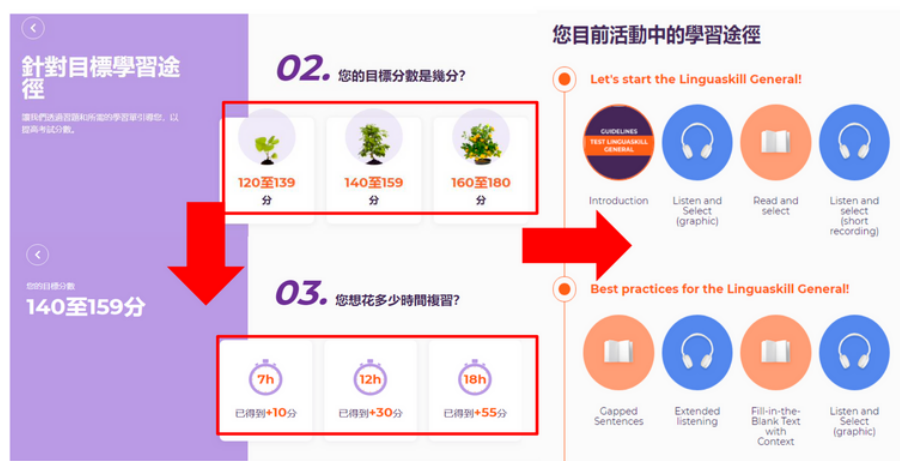 針對目標學習途
徑
讓我們透過習題和所需的學習單引導您，以
提高考試分數。
02. 您的目標分數是幾分?
120至139
分
140至159
分
160至180
分
您的目標分數
140至159分
03. 您想花多少時間複習?
7h
已得到+10分
12h
已得到+30分
18h
已得到+55分
您目前活動中的學習途徑
Let's start the Linguaskill General!
GUIDELINES
TEST LINGUASKILL
GENERAL
Introduction
Listen and
Select
(graphic)
Read and
select
Listen and
select
(short
recording)
Best practices for the Linguaskill General!
Gapped
Sentences
Extended
listening
Fill-in-the-
Blank Text
with
Context
Listen and
Select
(graphic)